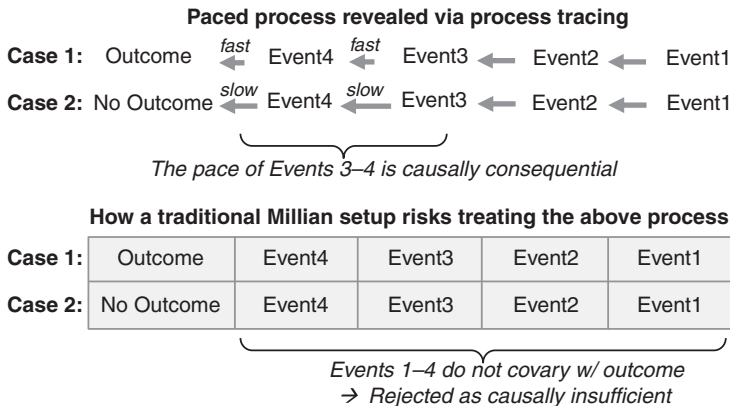 Paced process revealed via process tracing
fast fast
Case 1: Outcome Event4 Event3 Event2 Event1
slow slow
Case 2: No Outcome Event4 Event3 Event2 Event1
The pace of Events 3–4 is causally consequential
How a traditional Millian setup risks treating the above process
Case 1: Outcome Event4 Event3 Event2 Event1
Case 2: No Outcome Event4 Event3 Event2 Event1
Events 1–4 do not covary w/ outcome
→ Rejected as causally insufficient